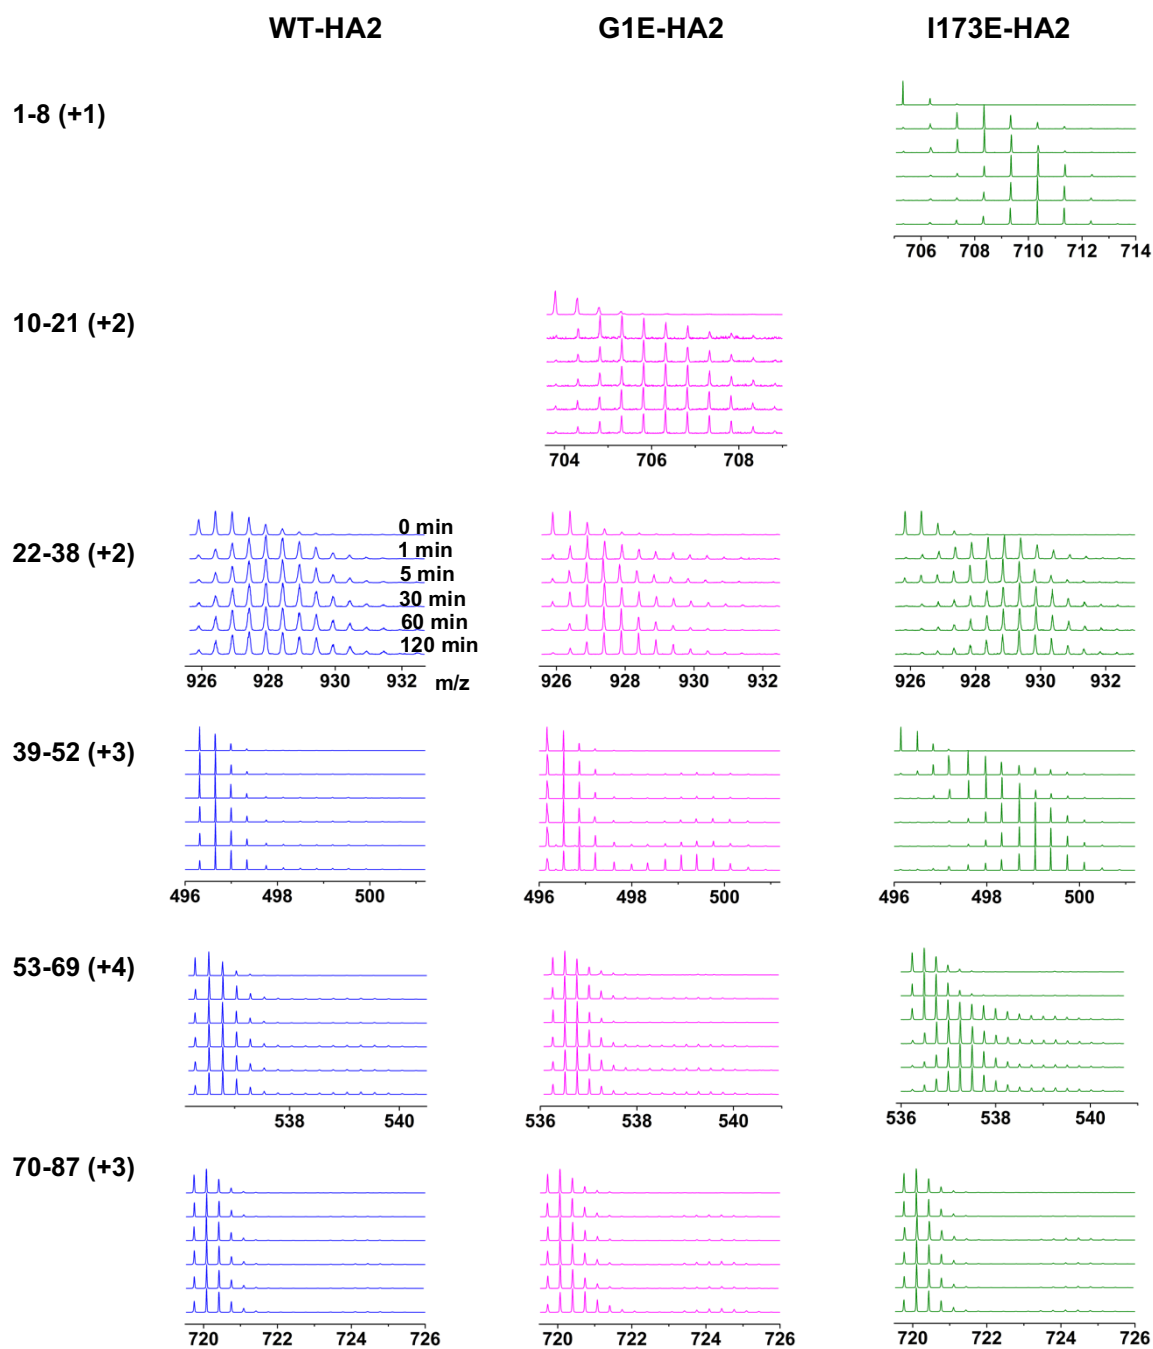 WT-HA2 G1E-HA2 I173E-HA2
1-8 (+1)
706 708 710 712 714
10-21 (+2)
704 706 708
22-38 (+2)
0 min
1 min
5 min
30 min
60 min
120 min
926 928 930 932 m/z
926 928 930 932
926 928 930 932
39-52 (+3)
496 498 500
496 498 500
496 498 500
53-69 (+4)
538 540
536 538 540
536 538 540
70-87 (+3)
720 722 724 726
720 722 724 726
720 722 724 726